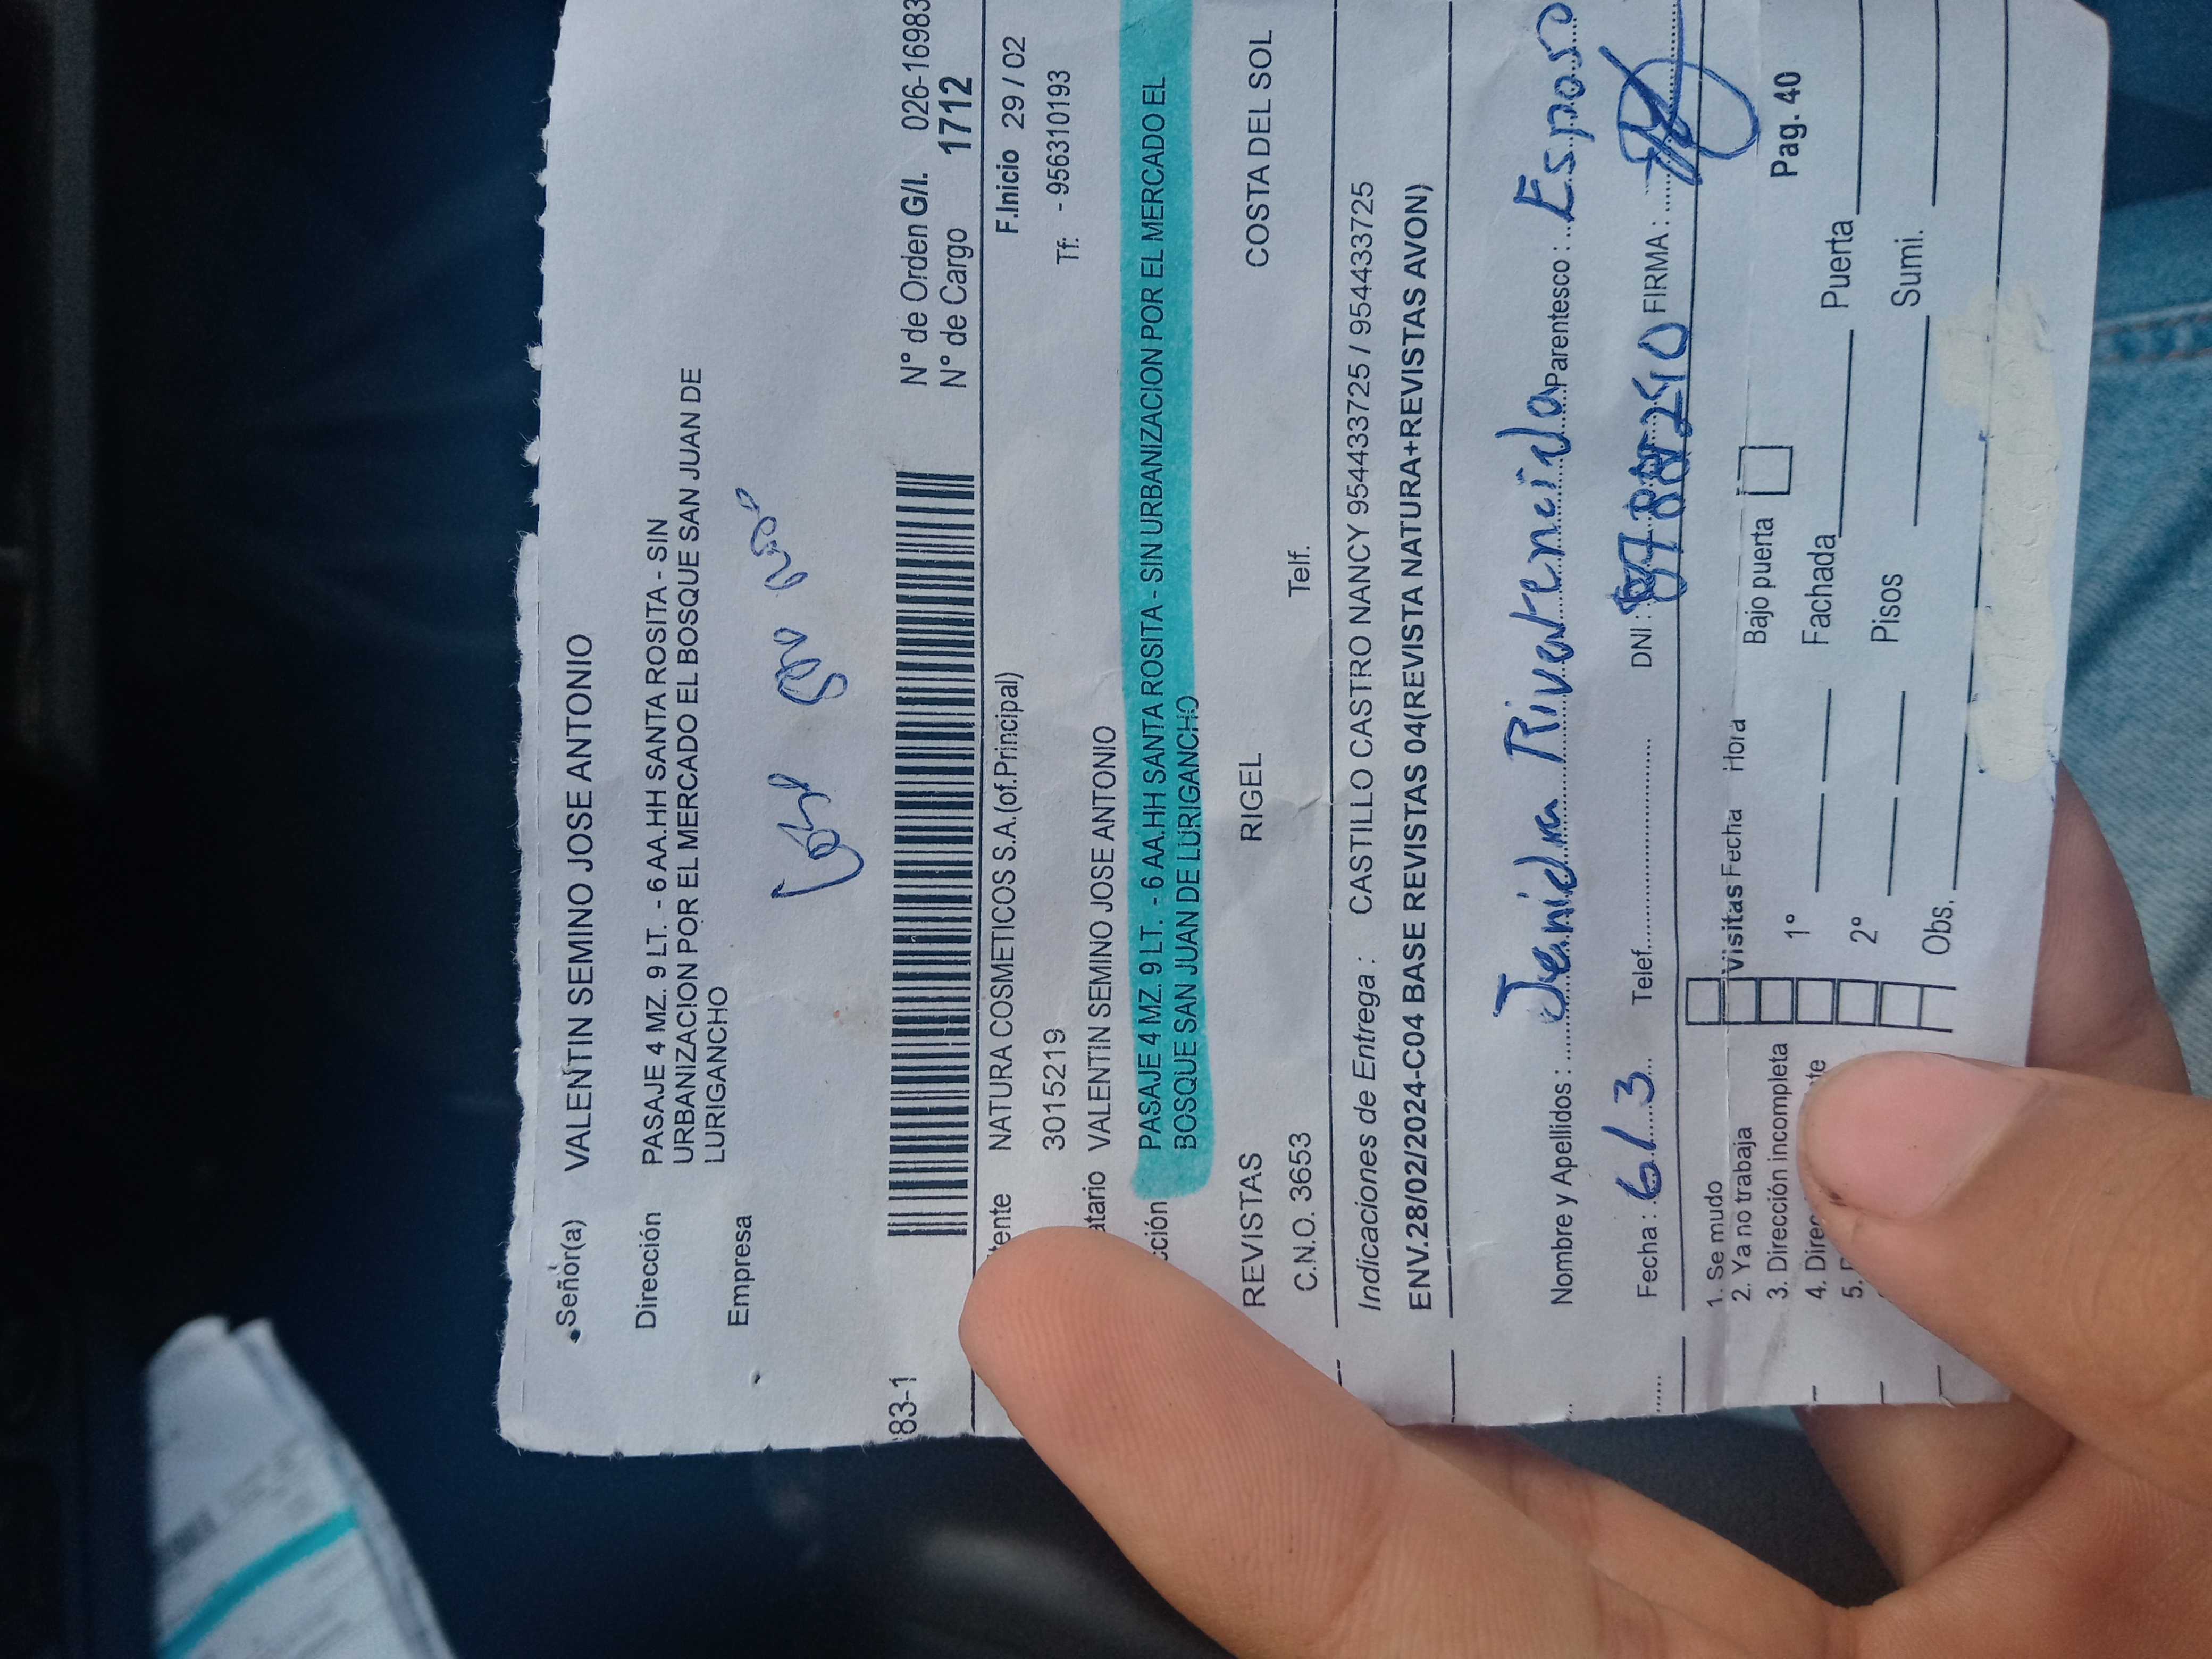 Señor(a) VALENTIN SEMINO JOSE ANTONIO
Dirección PASAJE 4 MZ. 9 LT. - 6 AA.HH SANTA ROSITA - SIN
URBANIZACION POR EL MERCADO EL BOSQUE SAN JUAN DE
LURIGANCHO
Empresa
83-1 N° de Orden G/I. 026-16983
N° de Cargo 1712
ente NATURA COSMETICOS S.A.(of.Principal) F.Inicio 29 / 02
3015219 Tf: - 956310193
atario VALENTIN SEMINO JOSE ANTONIO
cción PASAJE 4 MZ. 9 LT. - 6 AA.HH SANTA ROSITA - SIN URBANIZACION POR EL MERCADO EL
BOSQUE SAN JUAN DE LURIGANCHO
REVISTAS RIGEL COSTA DEL SOL
C.N.O. 3653 Telf.
Indicaciones de Entrega : CASTILLO CASTRO NANCY 954433725 / 954433725
ENV.28/02/2024-C04 BASE REVISTAS 04(REVISTA NATURA+REVISTAS AVON)
Nombre y Apellidos : Parentesco : Esposo
Fecha : 6/3 Telef. DNI : FIRMA :
1. Se mudo Visitas Fecha Hora Bajo puerta Pag. 40
2. Ya no trabaja
3. Dirección incompleta 1° Fachada Puerta
4. Direc te
5. 2° Pisos Sumi.
Obs.